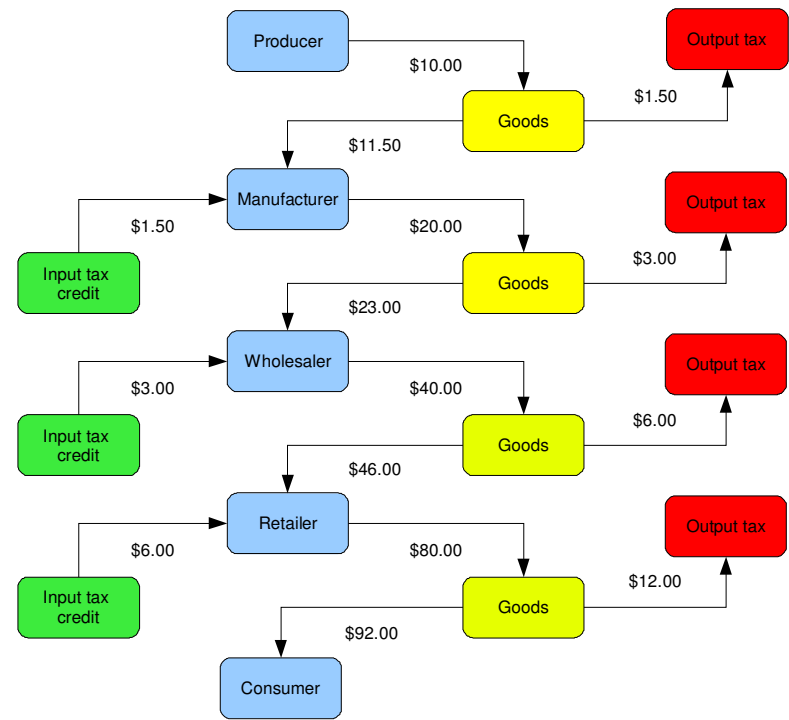 Producer
Output tax
$10.00
$1.50
Goods
$11.50
Manufacturer
Output tax
$1.50
$20.00
$3.00
Input tax
credit
Goods
$23.00
Wholesaler
Output tax
$3.00
$40.00
$6.00
Input tax
credit
Goods
$46.00
Retailer
Output tax
$6.00
$80.00
$12.00
Input tax
credit
Goods
$92.00
Consumer